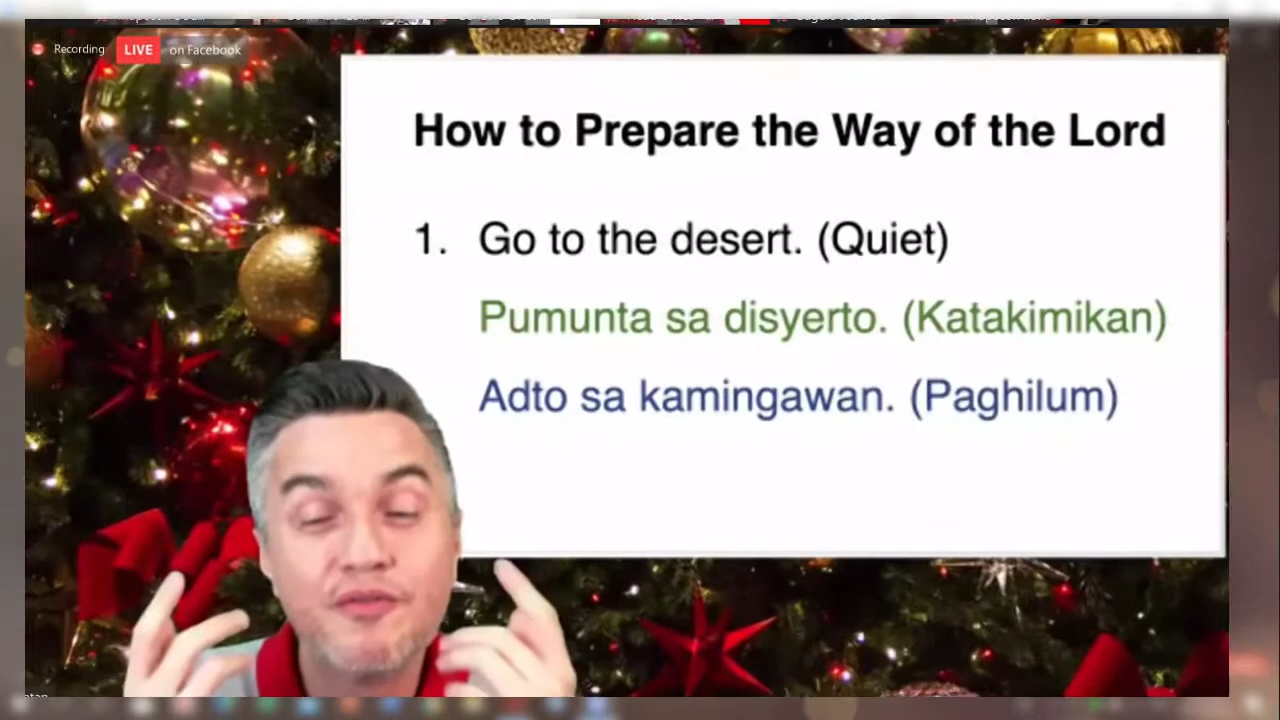 Recording LIVE on Facebook
How to Prepare the Way of the Lord
1. Go to the desert. (Quiet)
Pumunta sa disyerto. (Katakimikan)
Adto sa kamingawan. (Paghilum)